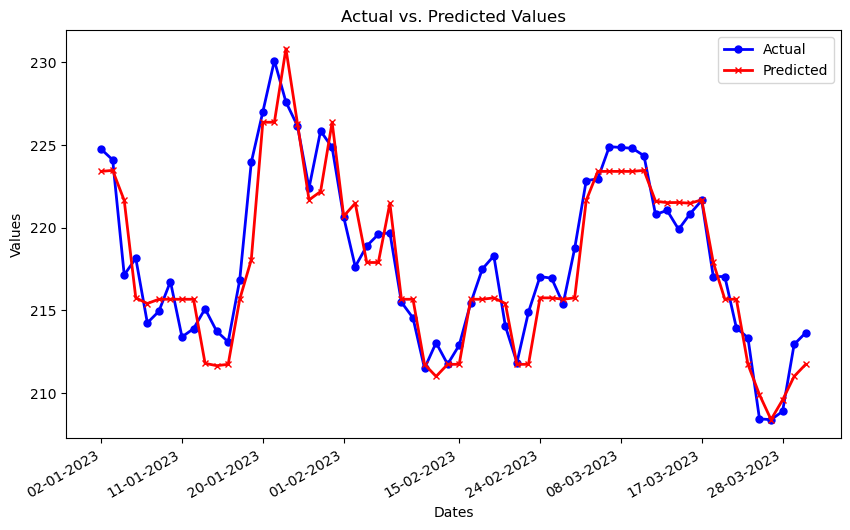 Actual vs. Predicted Values
Actual
Predicted
Values
230
225
220
215
210
02-01-2023
11-01-2023
20-01-2023
01-02-2023
15-02-2023
24-02-2023
08-03-2023
17-03-2023
28-03-2023
Dates